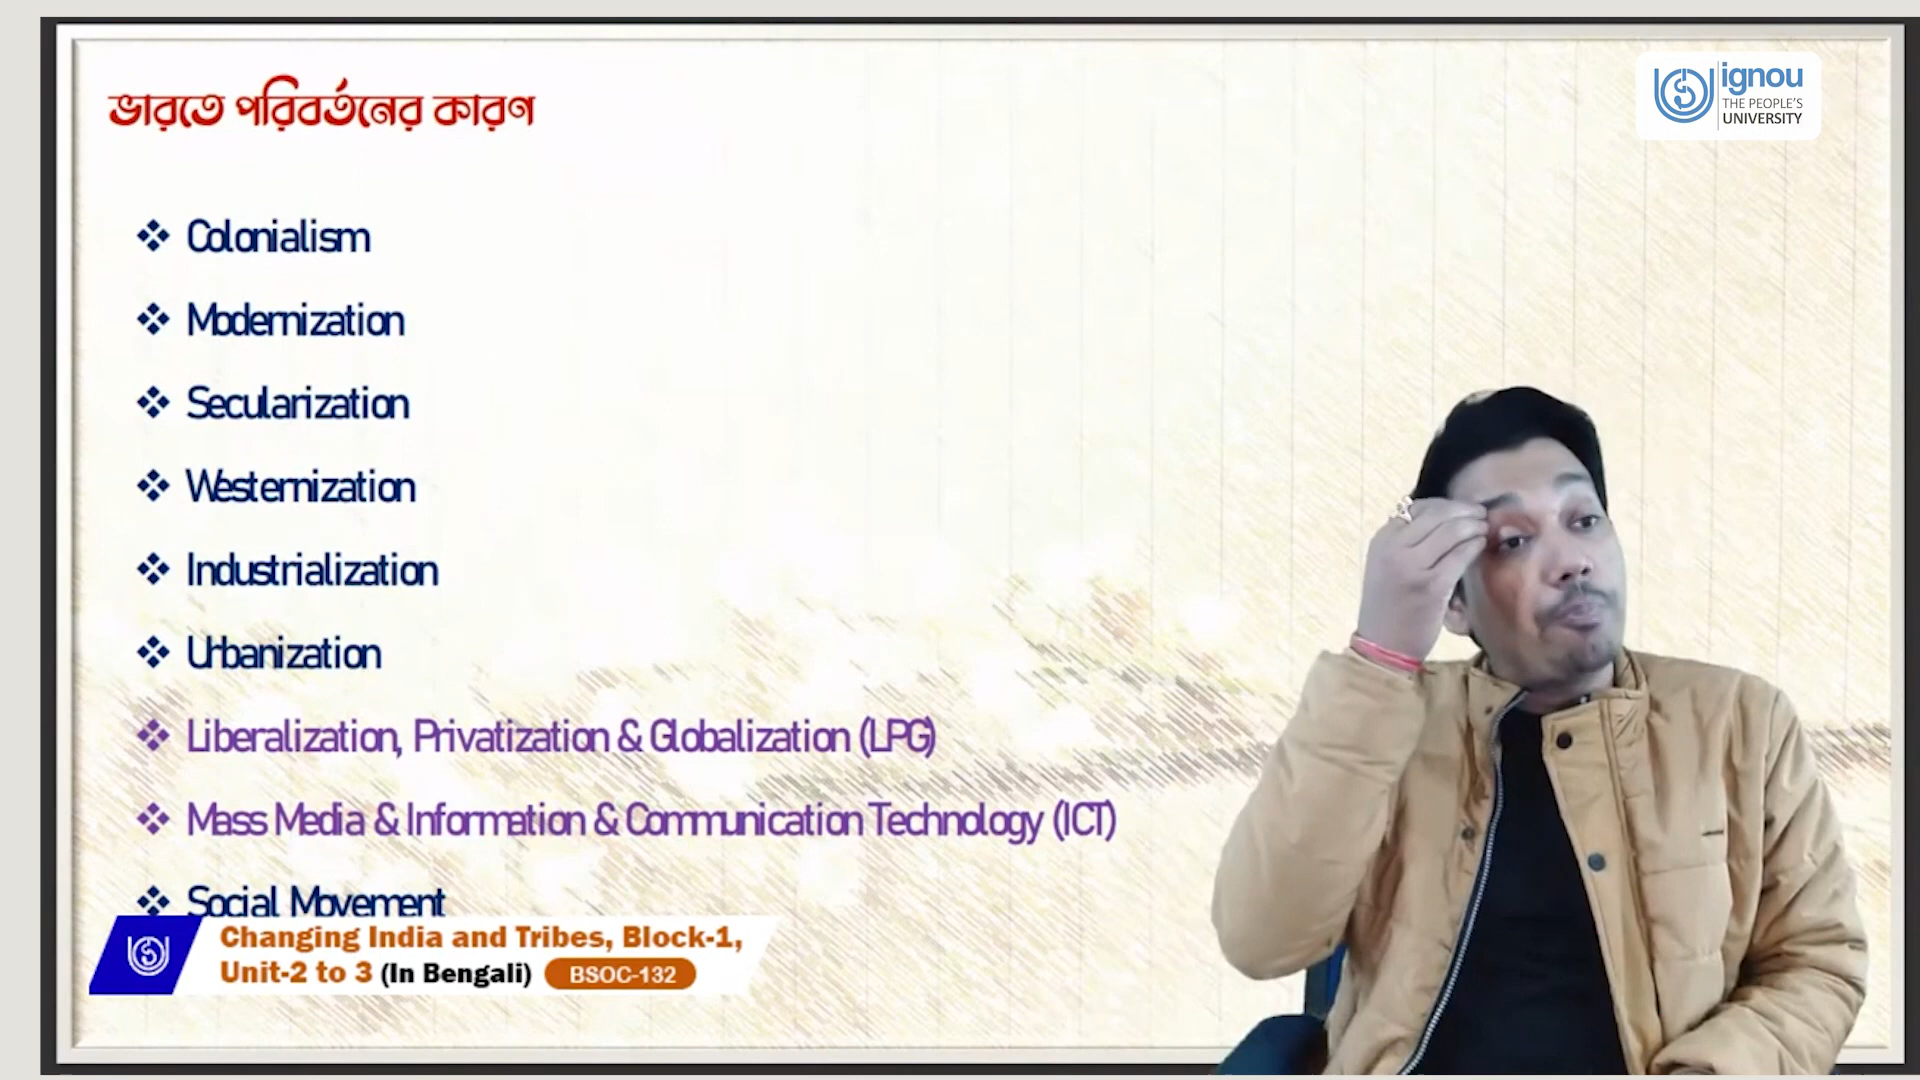 ভারতে পরিবর্তনের কারণ
ignou
THE PEOPLE'S
UNIVERSITY
❖ Colonialism
❖ Modernization
❖ Secularization
❖ Westernization
❖ Industrialization
❖ Urbanization
❖ Liberalization, Privatization & Globalization (LPG)
❖ Mass Media & Information & Communication Technology (ICT)
❖ Social Movement
Changing India and Tribes, Block-1,
Unit-2 to 3 (In Bengali) BSOC-132